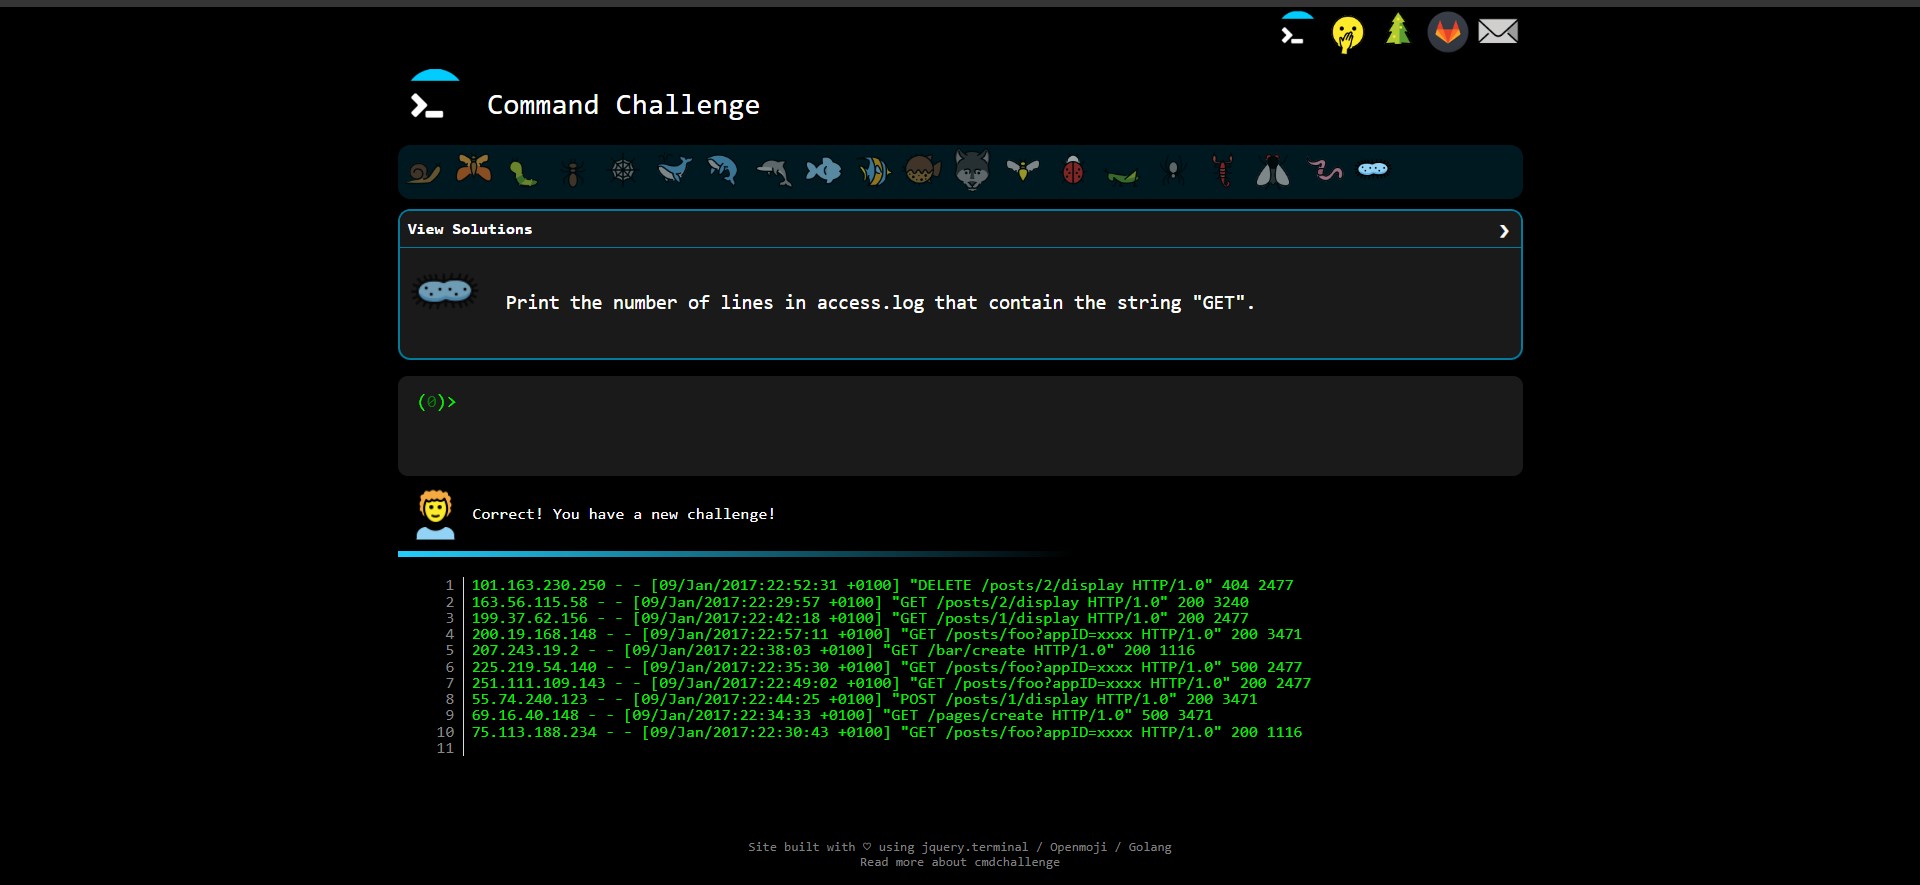 Command Challenge
View Solutions
Print the number of lines in access.log that contain the string "GET".
(0)>
Correct! You have a new challenge!
1 101.163.230.250 - - [09/Jan/2017:22:52:31 +0100] "DELETE /posts/2/display HTTP/1.0" 404 2477
2 163.56.115.58 - - [09/Jan/2017:22:29:57 +0100] "GET /posts/2/display HTTP/1.0" 200 3240
3 199.37.62.156 - - [09/Jan/2017:22:42:18 +0100] "GET /posts/1/display HTTP/1.0" 200 2477
4 200.19.168.148 - - [09/Jan/2017:22:57:11 +0100] "GET /posts/foo?appID=xxxx HTTP/1.0" 200 3471
5 207.243.19.2 - - [09/Jan/2017:22:38:03 +0100] "GET /bar/create HTTP/1.0" 200 1116
6 225.219.54.140 - - [09/Jan/2017:22:35:30 +0100] "GET /posts/foo?appID=xxxx HTTP/1.0" 500 2477
7 251.111.109.143 - - [09/Jan/2017:22:49:02 +0100] "GET /posts/foo?appID=xxxx HTTP/1.0" 200 2477
8 55.74.240.123 - - [09/Jan/2017:22:44:25 +0100] "POST /posts/1/display HTTP/1.0" 200 3471
9 69.16.40.148 - - [09/Jan/2017:22:34:33 +0100] "GET /pages/create HTTP/1.0" 500 3471
10 75.113.188.234 - - [09/Jan/2017:22:30:43 +0100] "GET /posts/foo?appID=xxxx HTTP/1.0" 200 1116
11
Site built with ♡ using jquery.terminal / Openmoji / Golang
Read more about cmdchallenge